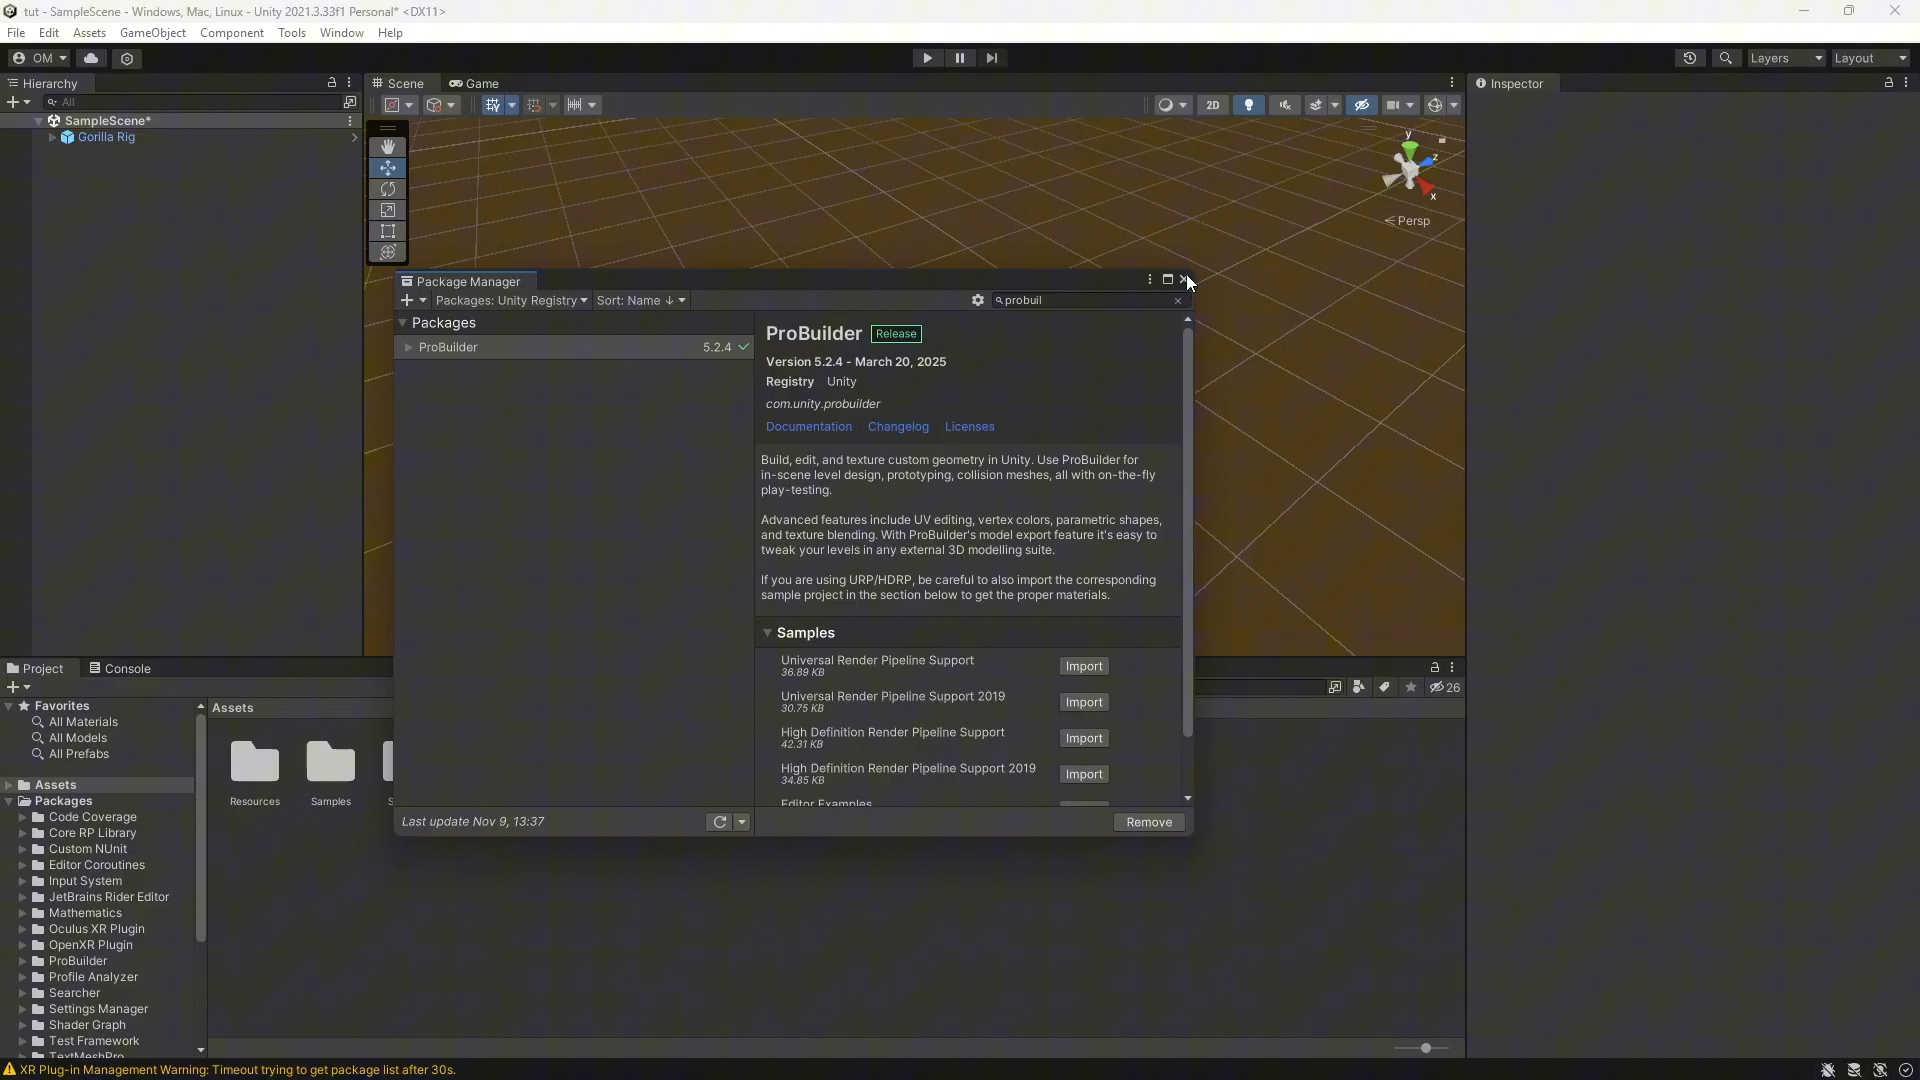 tut - SampleScene - Windows, Mac, Linux - Unity 2021.3.33f1 Personal* <DX11>
File Edit Assets GameObject Component Tools Window Help
OM
Layers
Layout
Hierarchy
Scene
Game
Inspector
All
2D
SampleScene*
Gorilla Rig
y
z
x
Persp
Package Manager
Packages: Unity Registry
Sort: Name ↓
probuil
Packages
ProBuilder 5.2.4
ProBuilder Release
Version 5.2.4 - March 20, 2025
Registry Unity
com.unity.probuilder
Documentation Changelog Licenses
Build, edit, and texture custom geometry in Unity. Use ProBuilder for
in-scene level design, prototyping, collision meshes, all with on-the-fly
play-testing.
Advanced features include UV editing, vertex colors, parametric shapes,
and texture blending. With ProBuilder's model export feature it's easy to
tweak your levels in any external 3D modelling suite.
If you are using URP/HDRP, be careful to also import the corresponding
sample project in the section below to get the proper materials.
Samples
Universal Render Pipeline Support
36.89 KB
Import
Universal Render Pipeline Support 2019
30.75 KB
Import
High Definition Render Pipeline Support
42.31 KB
Import
High Definition Render Pipeline Support 2019
34.85 KB
Import
Editor Examples
Last update Nov 9, 13:37
Remove
Project
Console
26
Favorites
All Materials
All Models
All Prefabs
Assets
Packages
Code Coverage
Core RP Library
Custom NUnit
Editor Coroutines
Input System
JetBrains Rider Editor
Mathematics
Oculus XR Plugin
OpenXR Plugin
ProBuilder
Profile Analyzer
Searcher
Settings Manager
Shader Graph
Test Framework
TextMeshPro
Assets
Resources
Samples
S
XR Plug-in Management Warning: Timeout trying to get package list after 30s.